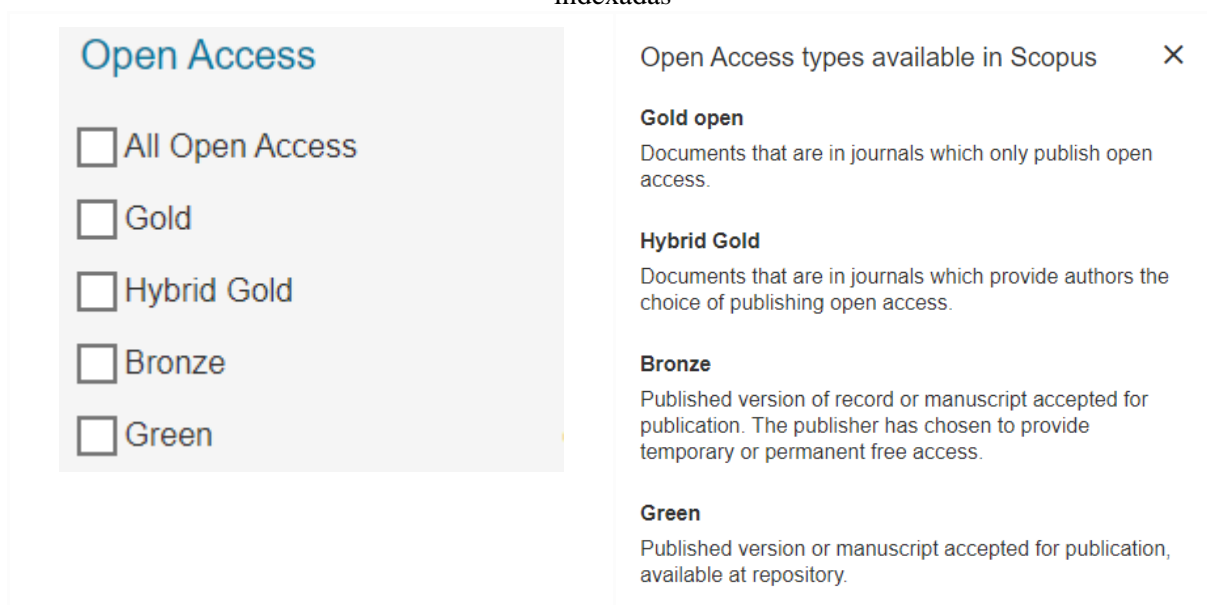 indexadas
Open Access
All Open Access
Gold
Hybrid Gold
Bronze
Green
Open Access types available in Scopus
Gold open
Documents that are in journals which only publish open
access.
Hybrid Gold
Documents that are in journals which provide authors the
choice of publishing open access.
Bronze
Published version of record or manuscript accepted for
publication. The publisher has chosen to provide
temporary or permanent free access.
Green
Published version or manuscript accepted for publication,
available at repository.